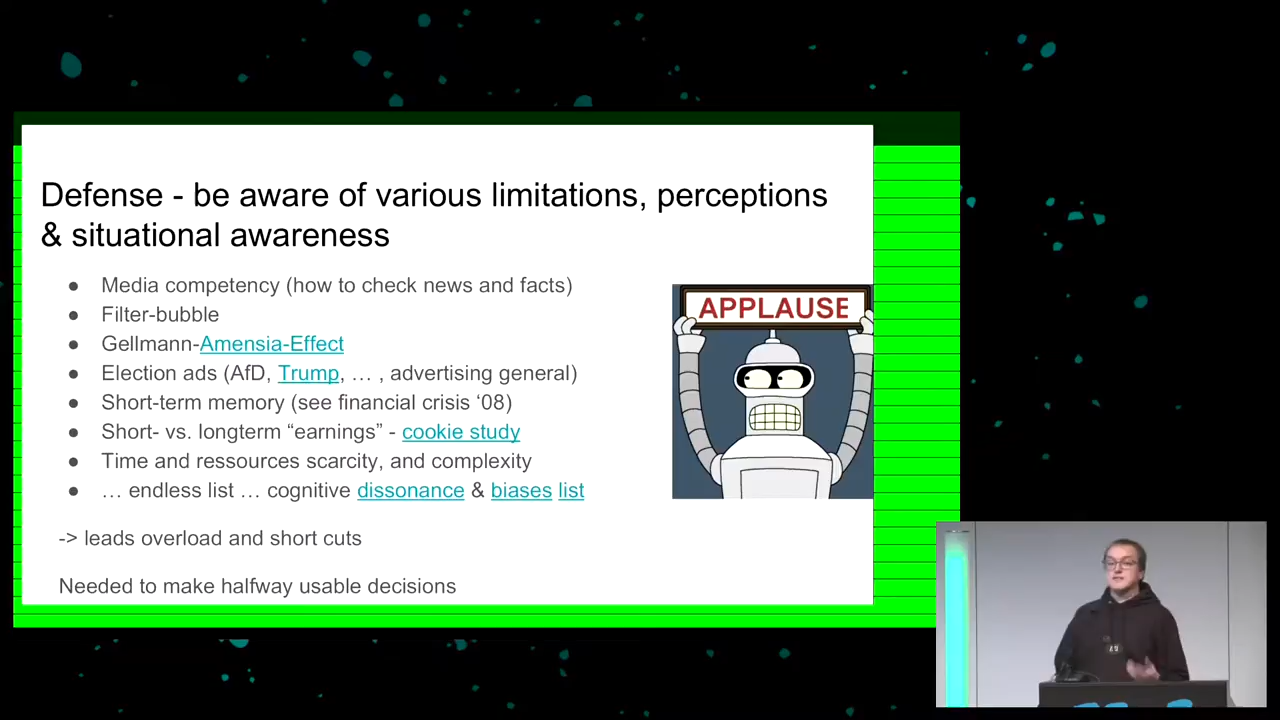 Defense - be aware of various limitations, perceptions
& situational awareness
● Media competency (how to check news and facts)
● Filter-bubble
● Gellmann-Amensia-Effect
● Election ads (AfD, Trump, … , advertising general)
● Short-term memory (see financial crisis ‘08)
● Short- vs. longterm “earnings” - cookie study
● Time and ressources scarcity, and complexity
● … endless list … cognitive dissonance & biases list
-> leads overload and short cuts
Needed to make halfway usable decisions
APPLAUSE